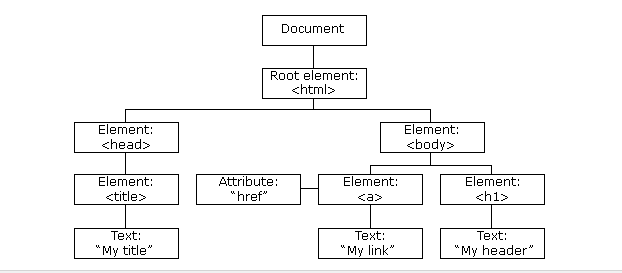 Document
Root element:
<html>
Element:
<head>
Element:
<body>
Element:
<title>
Attribute:
“href”
Element:
<a>
Element:
<h1>
Text:
“My title”
Text:
“My link”
Text:
“My header”